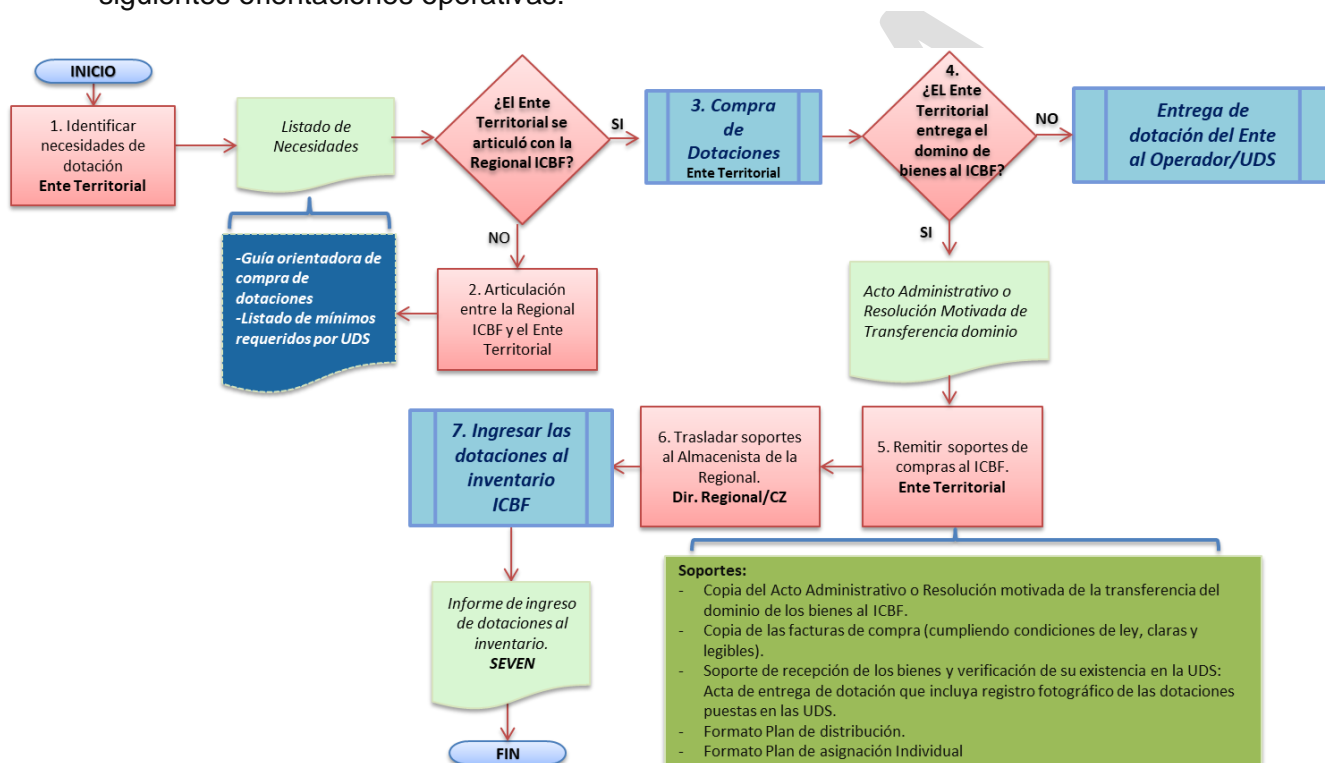 siguientes orientaciones operativas.
INICIO
1. Identificar
necesidades de
dotación
Ente Territorial
Listado de
Necesidades
¿El Ente
Territorial se
articuló con la
Regional ICBF?
SI
3. Compra
de
Dotaciones
Ente Territorial
4.
¿EL Ente
Territorial
entrega el
domino de
bienes al ICBF?
NO
Entrega de
dotación del Ente
al Operador/UDS
-Guía orientadora de
compra de
dotaciones
-Listado de mínimos
requeridos por UDS
NO
2. Articulación
entre la Regional
ICBF y el Ente
Territorial
SI
Acto Administrativo o
Resolución Motivada de
Transferencia dominio
7. Ingresar las
dotaciones al
inventario
ICBF
6. Trasladar soportes
al Almacenista de la
Regional.
Dir. Regional/CZ
5. Remitir soportes de
compras al ICBF.
Ente Territorial
Informe de ingreso
de dotaciones al
inventario.
SEVEN
FIN
Soportes:
- Copia del Acto Administrativo o Resolución motivada de la transferencia del
dominio de los bienes al ICBF.
- Copia de las facturas de compra (cumpliendo condiciones de ley, claras y
legibles).
- Soporte de recepción de los bienes y verificación de su existencia en la UDS:
Acta de entrega de dotación que incluya registro fotográfico de las dotaciones
puestas en las UDS.
- Formato Plan de distribución.
- Formato Plan de asignación Individual